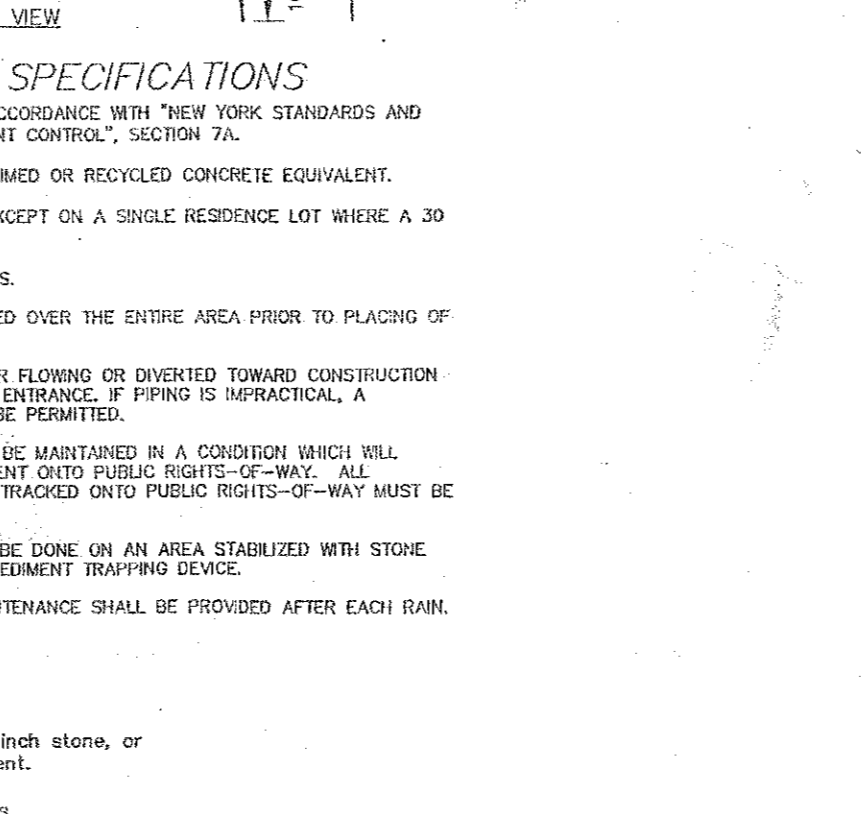 VIEW
SPECIFICATIONS
CCORDANCE WITH "NEW YORK STANDARDS AND
NT CONTROL", SECTION 7A.
IMED OR RECYCLED CONCRETE EQUIVALENT.
XCEPT ON A SINGLE RESIDENCE LOT WHERE A 30
S.
ED OVER THE ENTIRE AREA PRIOR TO PLACING OF
R FLOWING OR DIVERTED TOWARD CONSTRUCTION
ENTRANCE. IF PIPING IS IMPRACTICAL, A
BE PERMITTED.
BE MAINTAINED IN A CONDITION WHICH WILL
ENT ONTO PUBLIC RIGHTS-OF-WAY. ALL
TRACKED ONTO PUBLIC RIGHTS-OF-WAY MUST BE
BE DONE ON AN AREA STABILIZED WITH STONE
EDIMENT TRAPPING DEVICE.
NTENANCE SHALL BE PROVIDED AFTER EACH RAIN.
inch stone, or
ent.